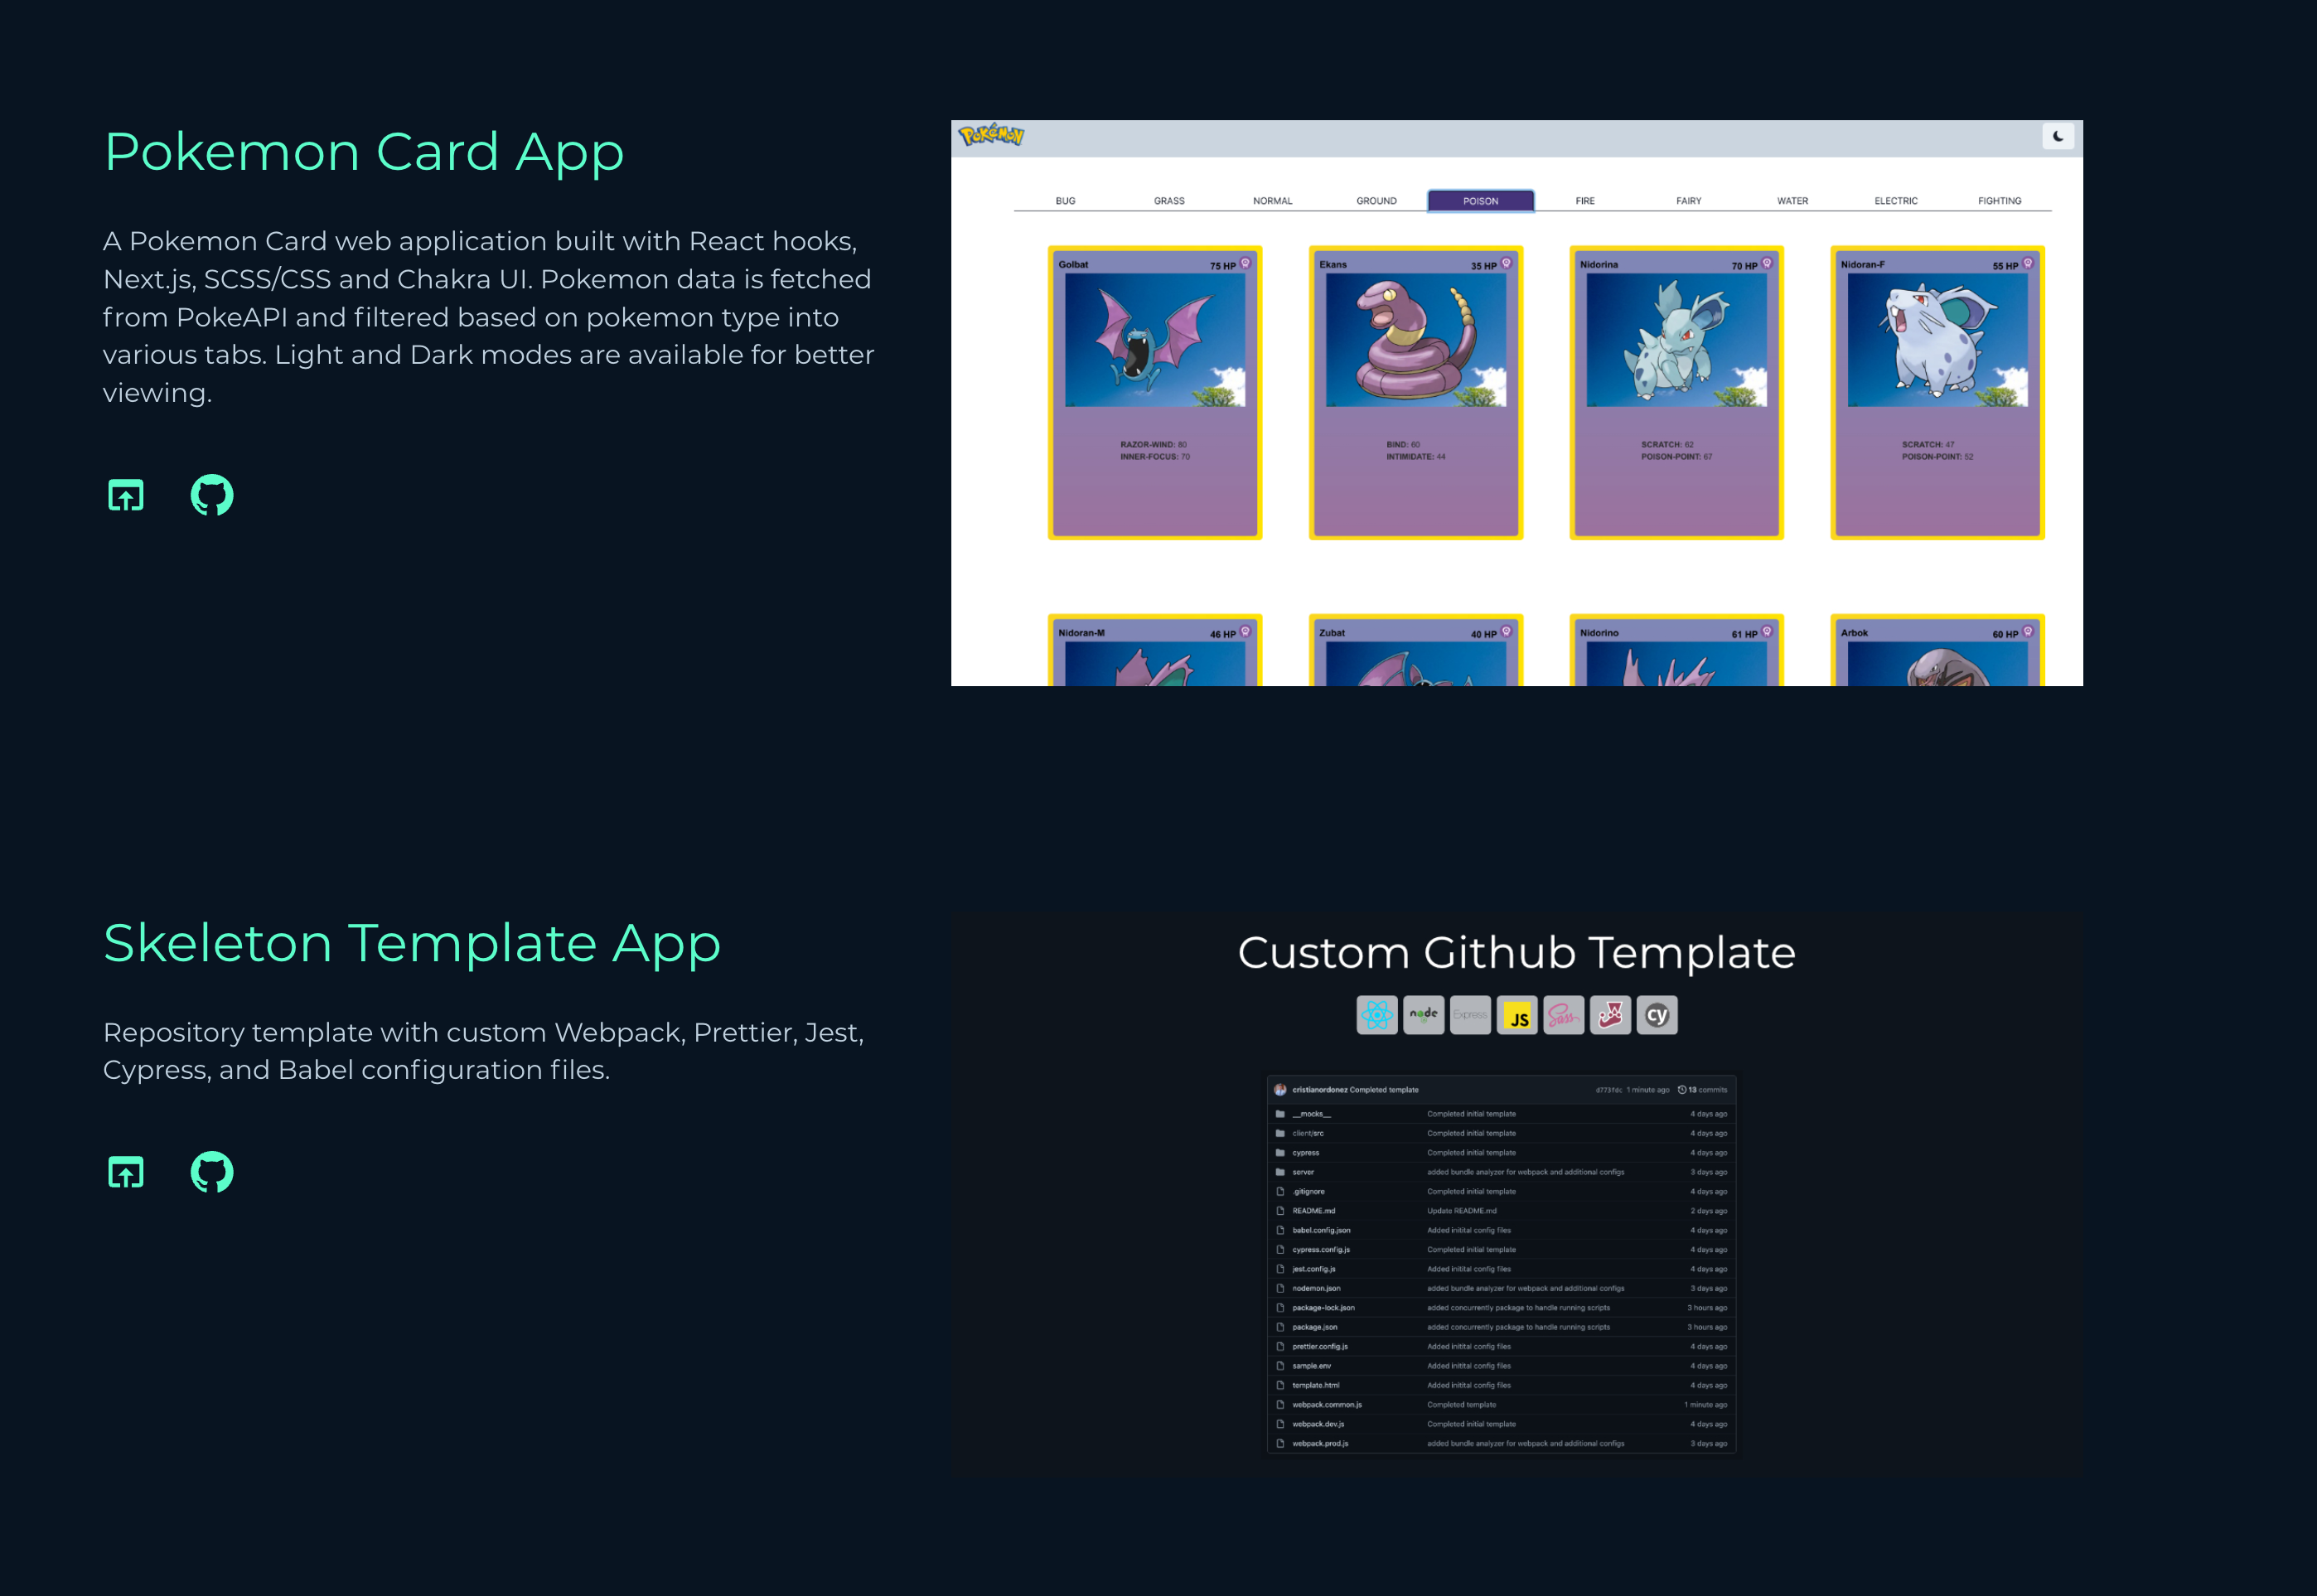 Pokemon Card App
A Pokemon Card web application built with React hooks,
Next.js, SCSS/CSS and Chakra UI. Pokemon data is fetched
from PokeAPI and filtered based on pokemon type into
various tabs. Light and Dark modes are available for better
viewing.
POKéMON
BUG GRASS NORMAL GROUND POISON FIRE FAIRY WATER ELECTRIC FIGHTING
Golbat 75 HP
RAZOR-WIND: 80
INNER-FOCUS: 70
Ekans 35 HP
BIND: 60
INTIMIDATE: 44
Nidorina 70 HP
SCRATCH: 62
POISON-POINT: 67
Nidoran-F 55 HP
SCRATCH: 47
POISON-POINT: 52
Nidoran-M 46 HP
Zubat 40 HP
Nidorino 61 HP
Arbok 60 HP
Skeleton Template App
Repository template with custom Webpack, Prettier, Jest,
Cypress, and Babel configuration files.
Custom Github Template
node Express JS Sass cy
cristianordonez Completed template d773fdc 1 minute ago 13 commits
__mocks__ Completed initial template 4 days ago
client/src Completed initial template 4 days ago
cypress Completed initial template 4 days ago
server added bundle analyzer for webpack and additional configs 3 days ago
.gitignore Completed initial template 4 days ago
README.md Update README.md 2 days ago
babel.config.json Added initital config files 4 days ago
cypress.config.js Completed initial template 4 days ago
jest.config.js Added initital config files 4 days ago
nodemon.json added bundle analyzer for webpack and additional configs 3 days ago
package-lock.json added concurrently package to handle running scripts 3 hours ago
package.json added concurrently package to handle running scripts 3 hours ago
prettier.config.js Added initital config files 4 days ago
sample.env Added initital config files 4 days ago
template.html Added initital config files 4 days ago
webpack.common.js Completed template 1 minute ago
webpack.dev.js Completed initial template 4 days ago
webpack.prod.js added bundle analyzer for webpack and additional configs 3 days ago